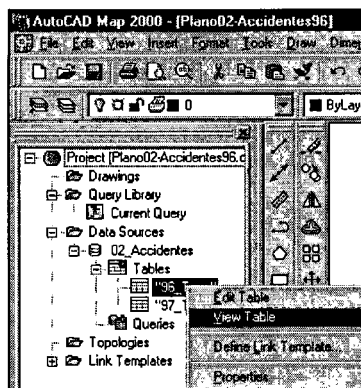 AutoCAD Map 2000 - [Plano02-Accidentes96]
File Edit View Insert Format Tools Draw
0
ByLay
Project [Plano02-Accidentes96.d
Drawings
Query Library
Current Query
Data Sources
02_Accidentes
Tables
"96_T
"97_
Queries
Topologies
Link Templates
Edit Table
View Table
Define Link Template...
Properties